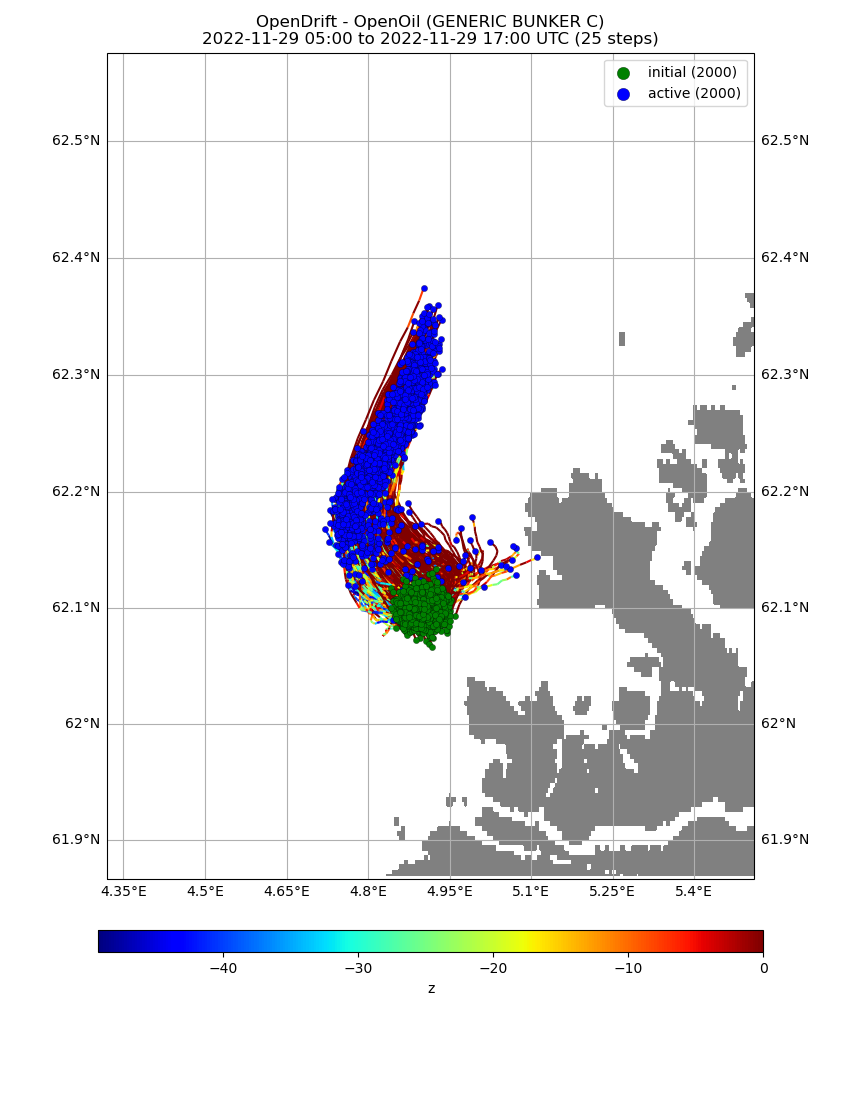 OpenDrift - OpenOil (GENERIC BUNKER C)
2022-11-29 05:00 to 2022-11-29 17:00 UTC (25 steps)
initial (2000)
active (2000)
62.5°N 62.5°N
62.4°N 62.4°N
62.3°N 62.3°N
62.2°N 62.2°N
62.1°N 62.1°N
62°N 62°N
61.9°N 61.9°N
4.35°E 4.5°E 4.65°E 4.8°E 4.95°E 5.1°E 5.25°E 5.4°E
−40 −30 −20 −10 0
z